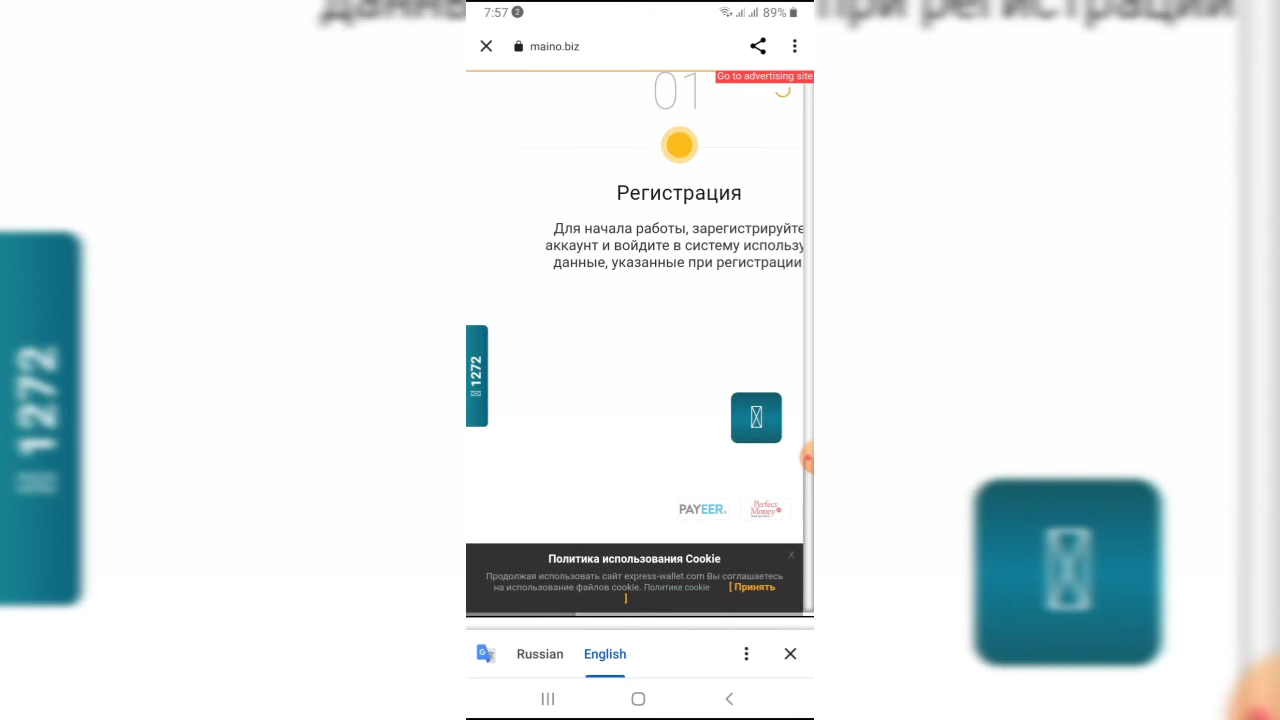 7:57 2 89%
maino.biz
Go to advertising site
01
Регистрация
Для начала работы, зарегистрируйте
аккаунт и войдите в систему использу
данные, указанные при регистрации
1272
PAYEER.
Perfect
Money
Политика использования Cookie
X
Продолжая использовать сайт express-wallet.com Вы соглашаетесь
на использование файлов cookie. Политике cookie [ Принять
]
Russian English